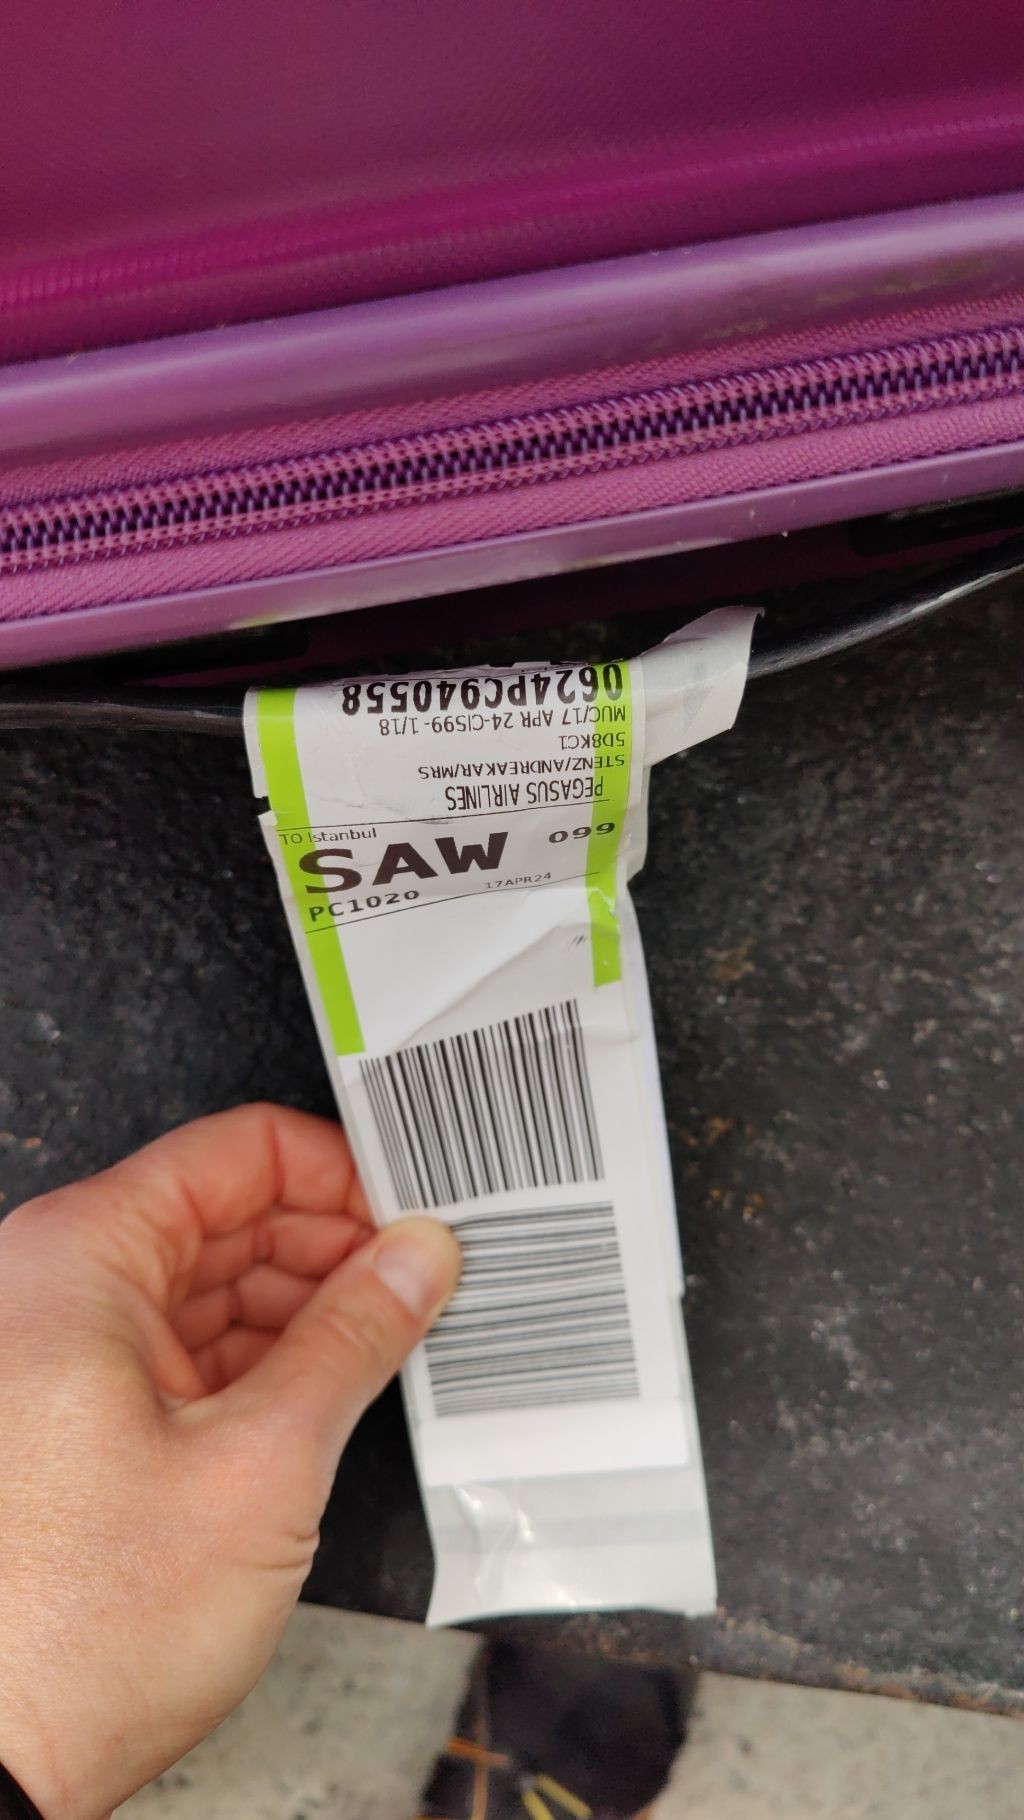 0624PC940558
MUC/17 APR 24-CIS99- 1/18
5D8KC1
STENZ/ANDREAKAR/MRS
PEGASUS AIRLINES
TO Istanbul
SAW 099
PC1020 17APR24